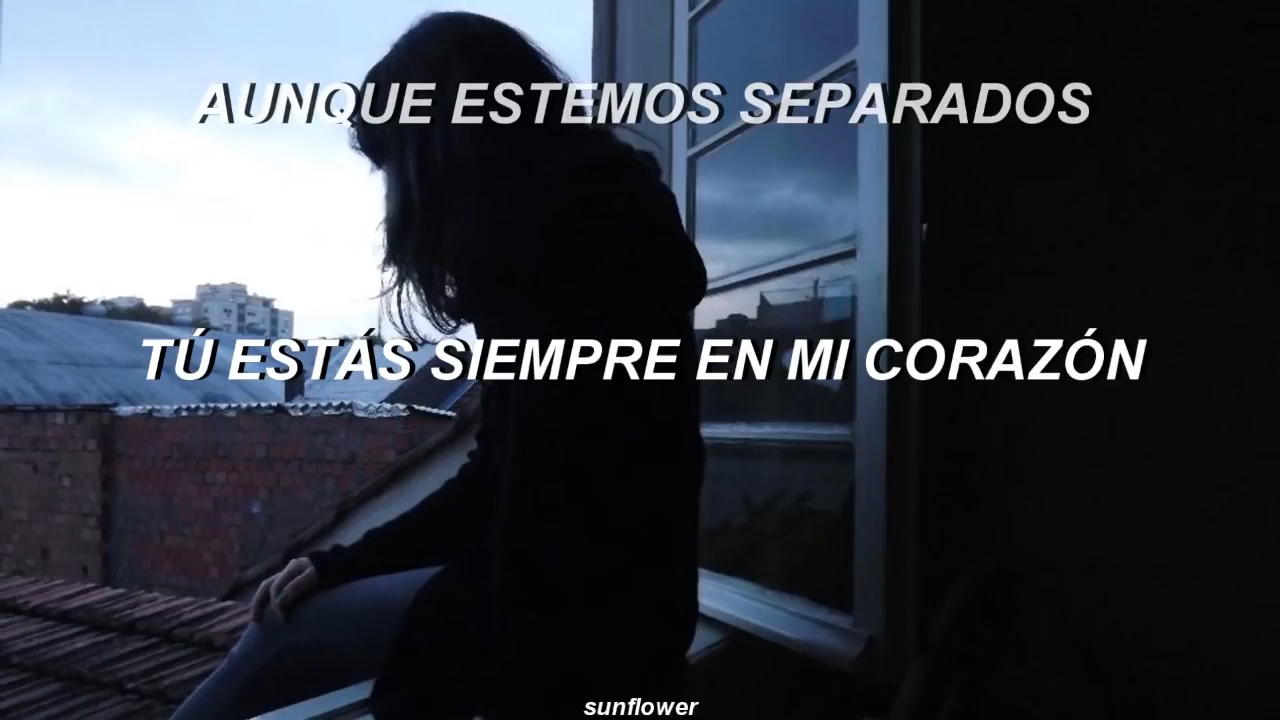 AUNQUE ESTEMOS SEPARADOS
TÚ ESTÁS SIEMPRE EN MI CORAZÓN
sunflower